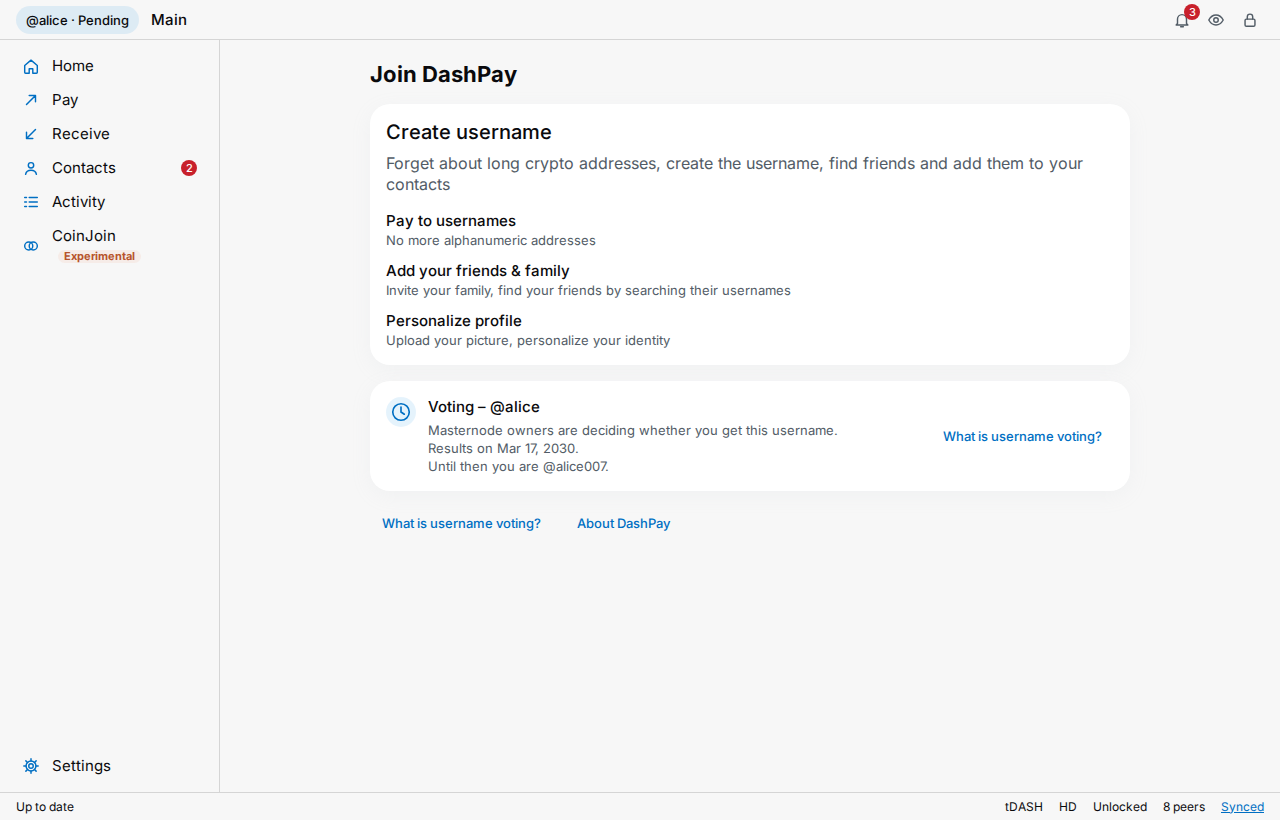 @alice · Pending
Main
3
Home
Pay
Receive
Contacts
2
Activity
CoinJoin
Experimental
Settings
Join DashPay
Create username
Forget about long crypto addresses, create the username, find friends and add them to your
contacts
Pay to usernames
No more alphanumeric addresses
Add your friends & family
Invite your family, find your friends by searching their usernames
Personalize profile
Upload your picture, personalize your identity
Voting – @alice
Masternode owners are deciding whether you get this username.
Results on Mar 17, 2030.
Until then you are @alice007.
What is username voting?
What is username voting?
About DashPay
Up to date
tDASH
HD
Unlocked
8 peers
Synced